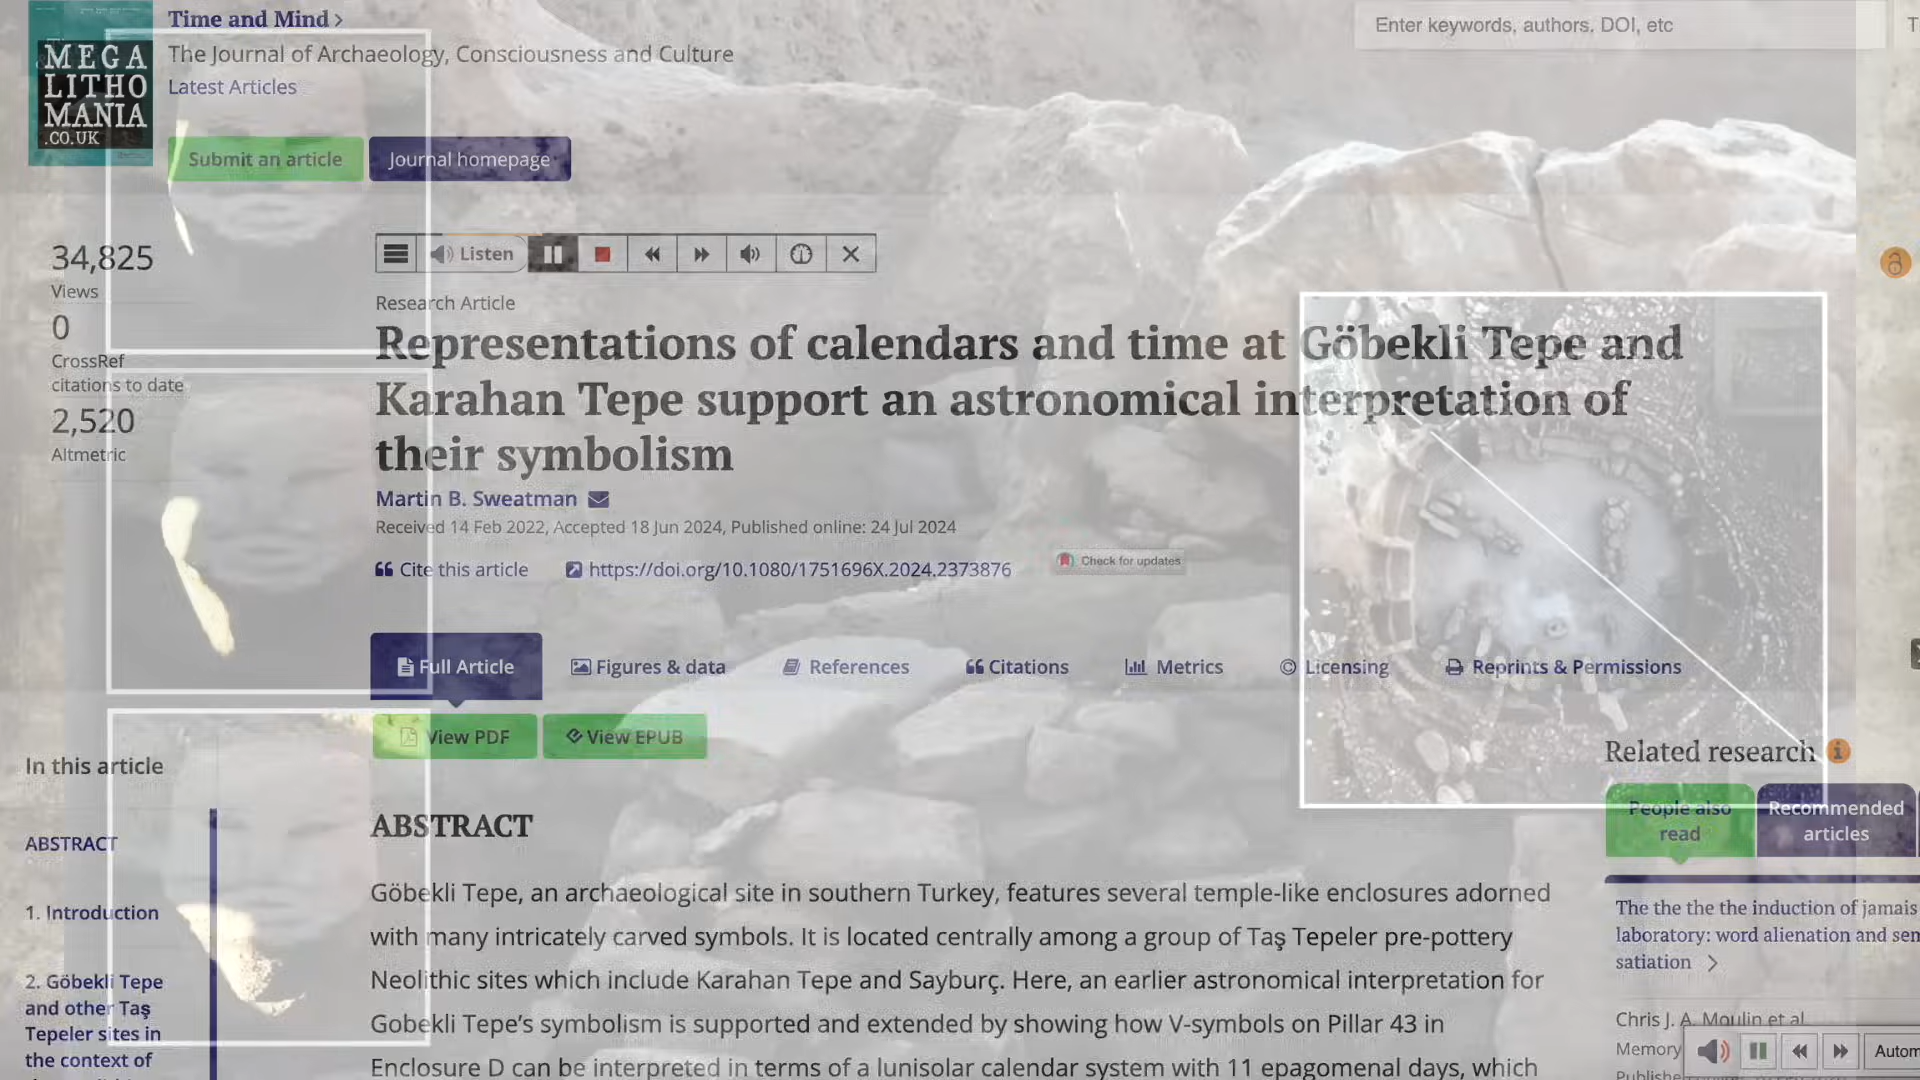 Time and Mind >
The Journal of Archaeology, Consciousness and Culture
Latest Articles
MEGA
LITHO
MANIA
.CO.UK
Enter keywords, authors, DOI, etc
Submit an article
Journal homepage
34,825
Views
0
CrossRef
citations to date
2,520
Altmetric
Listen
Research Article
Representations of calendars and time at Göbekli Tepe and
Karahan Tepe support an astronomical interpretation of
their symbolism
Martin B. Sweatman
Received 14 Feb 2022, Accepted 18 Jun 2024, Published online: 24 Jul 2024
Cite this article
https://doi.org/10.1080/1751696X.2024.2373876
Check for updates
Full Article
Figures & data
References
Citations
Metrics
Licensing
Reprints & Permissions
View PDF
View EPUB
In this article
ABSTRACT
1. Introduction
2. Göbekli Tepe
and other Taş
Tepeler sites in
the context of
ABSTRACT
Göbekli Tepe, an archaeological site in southern Turkey, features several temple-like enclosures adorned
with many intricately carved symbols. It is located centrally among a group of Taş Tepeler pre-pottery
Neolithic sites which include Karahan Tepe and Sayburç. Here, an earlier astronomical interpretation for
Gobekli Tepe's symbolism is supported and extended by showing how V-symbols on Pillar 43 in
Enclosure D can be interpreted in terms of a lunisolar calendar system with 11 epagomenal days, which
Related research
People also
read
Recommended
articles
The the the the induction of jamais
laboratory: word alienation and sem
satiation >
Chris J. A. Moulin et al.
Memory
Autom